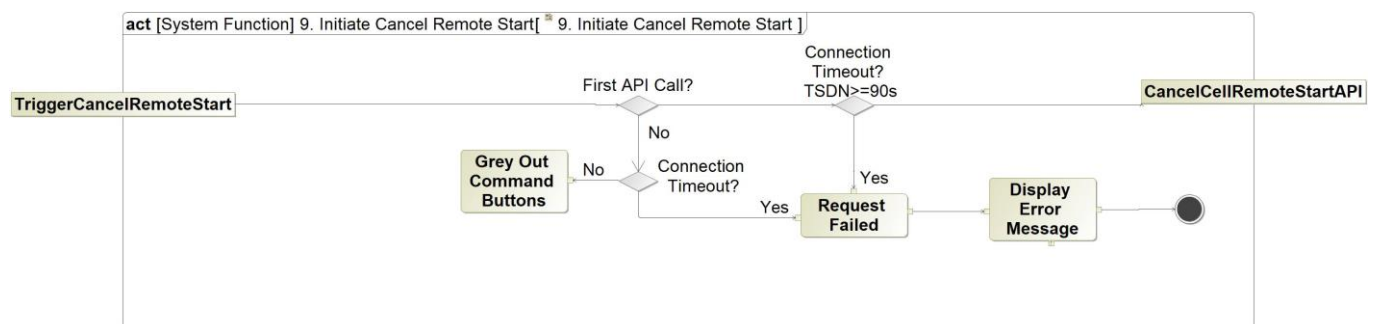 act [System Function] 9. Initiate Cancel Remote Start[ 9. Initiate Cancel Remote Start ]
Connection
Timeout?
TSDN>=90s
First API Call?
TriggerCancelRemoteStart
CancelCellRemoteStartAPI
No
Grey Out
Command
Buttons
No
Connection
Timeout?
Yes
Yes
Request
Failed
Display
Error
Message